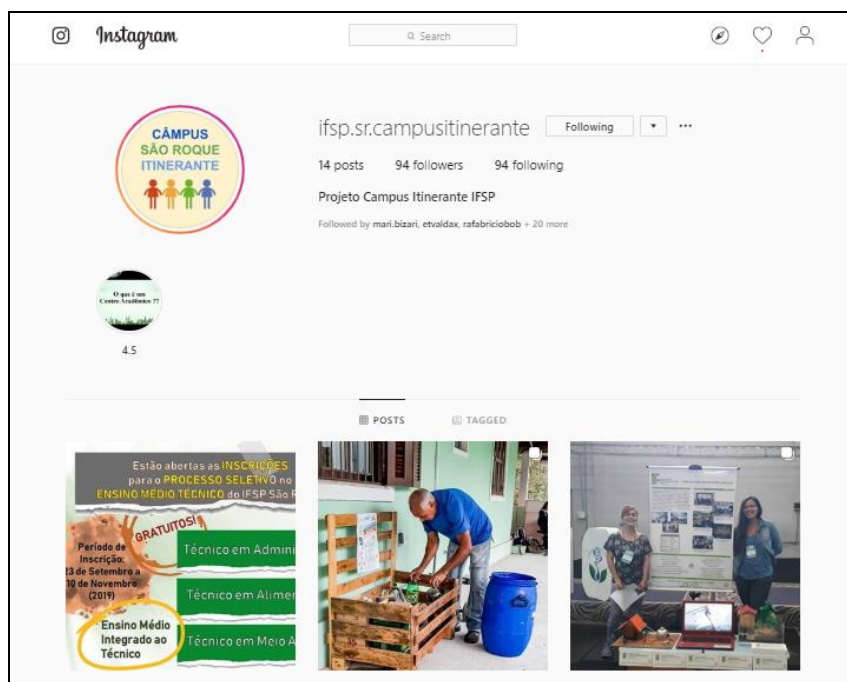 Instagram
Search
ifsp.sr.campusitinerante Following ...
14 posts 94 followers 94 following
Projeto Campus Itinerante IFSP
Followed by mari.bizari, etvaldax, rafabriciobob + 20 more
CÂMPUS
SÃO ROQUE
ITINERANTE
O que é um
Centro Acadêmico ??
4.5
POSTS TAGGED
Estão abertas as INSCRIÇÕES
para o PROCESSO SELETIVO no
ENSINO MÉDIO TÉCNICO do IFSP São R
GRATUITOS!
Período de
Inscrição:
23 de Setembro a
10 de Novembro
(2019)
Ensino Médio
Integrado ao
Técnico
Técnico em Admini
Técnico em Alimer
Técnico em Meio A